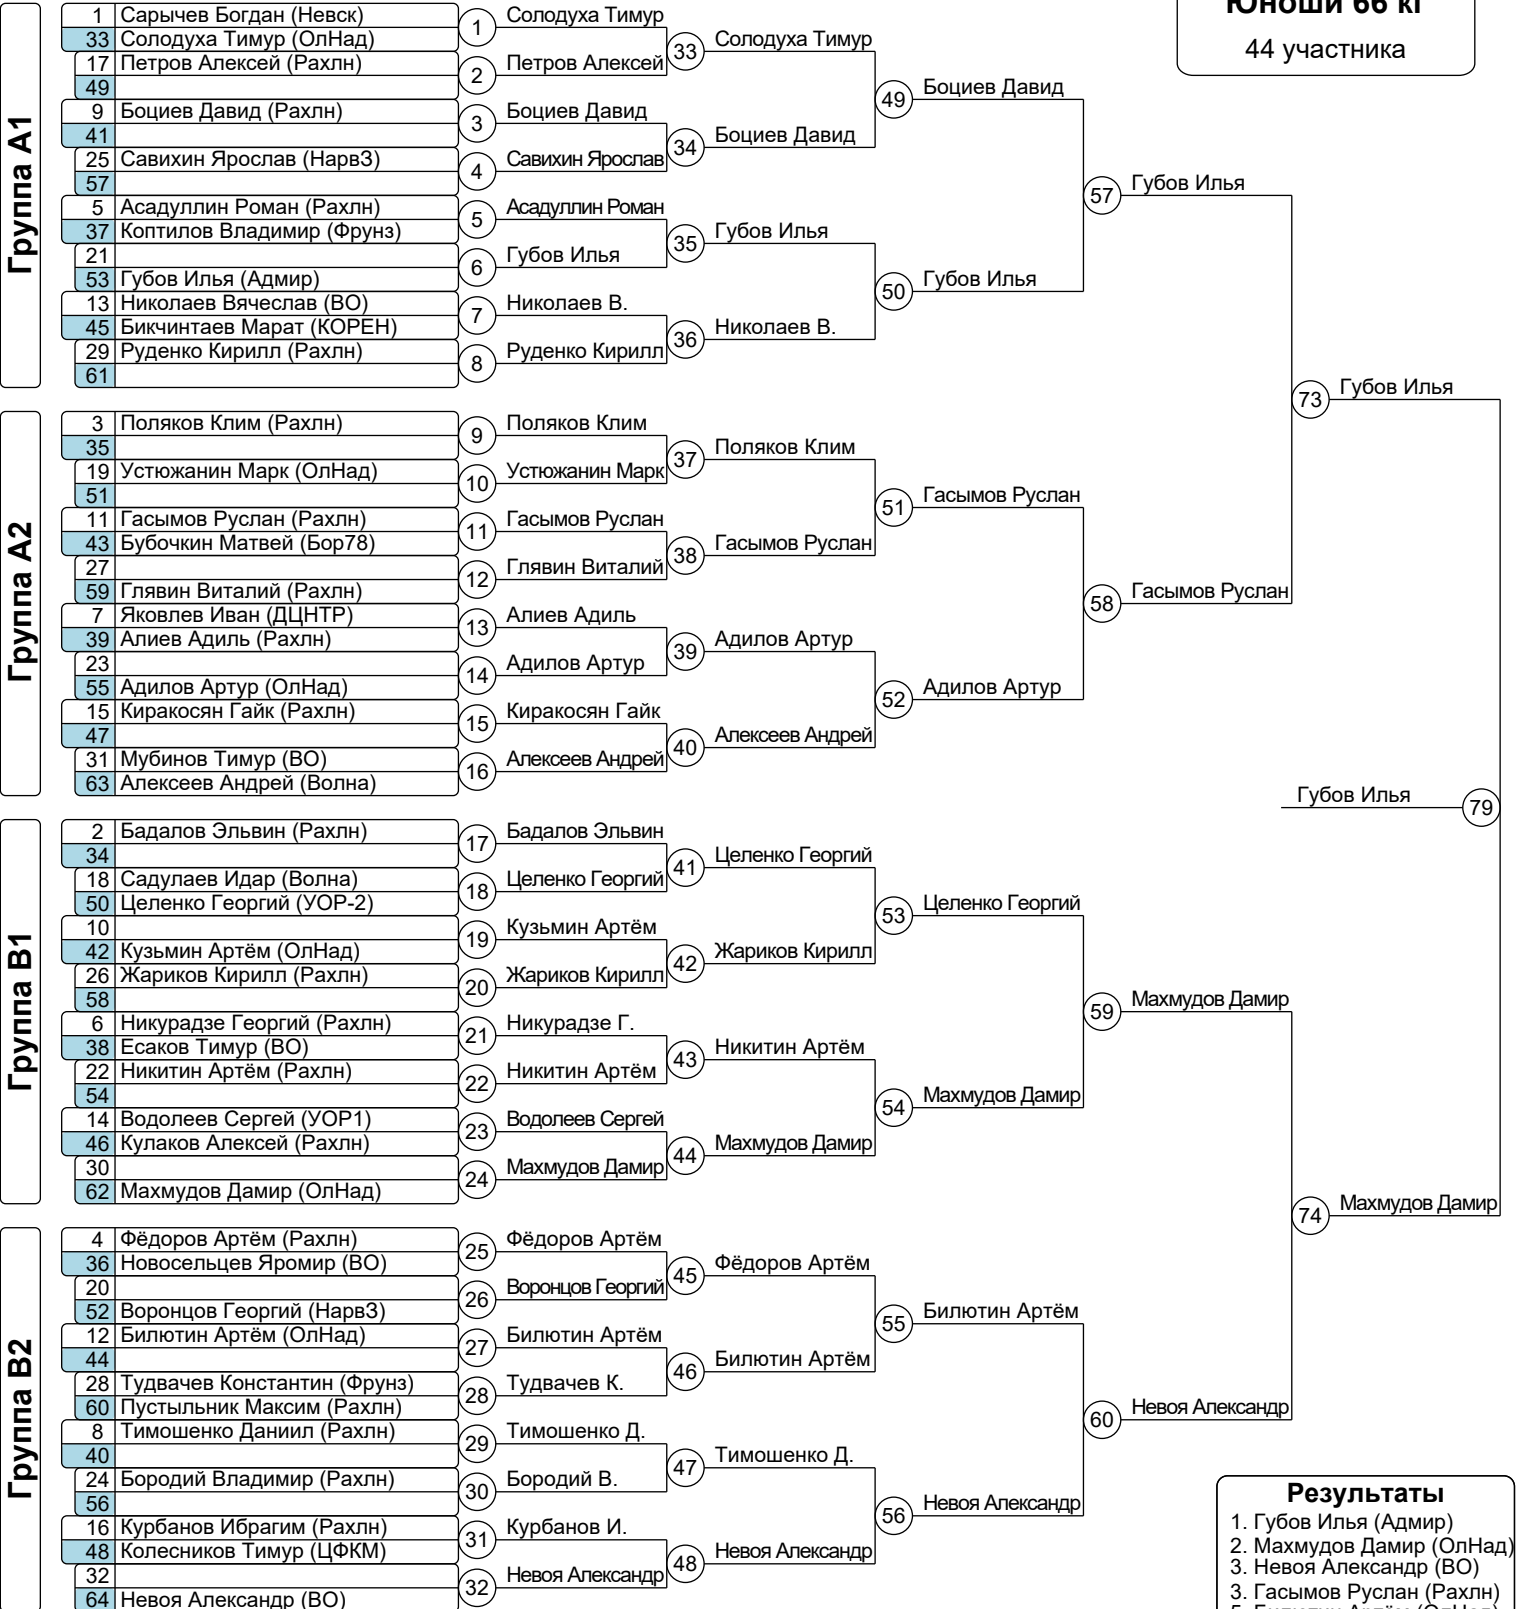 Юноши 66 кг
44 участника
Группа A1
1 Сарычев Богдан (Невск)
33 Солодуха Тимур (ОлНад)
17 Петров Алексей (Рахлн)
49
9 Боциев Давид (Рахлн)
41
25 Савихин Ярослав (НарвЗ)
57
5 Асадуллин Роман (Рахлн)
37 Коптилов Владимир (Фрунз)
21
53 Губов Илья (Адмир)
13 Николаев Вячеслав (ВО)
45 Бикчинтаев Марат (КОРЕН)
29 Руденко Кирилл (Рахлн)
61
Группа A2
3 Поляков Клим (Рахлн)
35
19 Устюжанин Марк (ОлНад)
51
11 Гасымов Руслан (Рахлн)
43 Бубочкин Матвей (Бор78)
27
59 Глявин Виталий (Рахлн)
7 Яковлев Иван (ДЦНТР)
39 Алиев Адиль (Рахлн)
23
55 Адилов Артур (ОлНад)
15 Киракосян Гайк (Рахлн)
47
31 Мубинов Тимур (ВО)
63 Алексеев Андрей (Волна)
Группа B1
2 Бадалов Эльвин (Рахлн)
34
18 Садулаев Идар (Волна)
50 Целенко Георгий (УОР-2)
10
42 Кузьмин Артём (ОлНад)
26 Жариков Кирилл (Рахлн)
58
6 Никурадзе Георгий (Рахлн)
38 Есаков Тимур (ВО)
22 Никитин Артём (Рахлн)
54
14 Водолеев Сергей (УОР1)
46 Кулаков Алексей (Рахлн)
30
62 Махмудов Дамир (ОлНад)
Группа B2
4 Фёдоров Артём (Рахлн)
36 Новосельцев Яромир (ВО)
20
52 Воронцов Георгий (НарвЗ)
12 Билютин Артём (ОлНад)
44
28 Тудвачев Константин (Фрунз)
60 Пустыльник Максим (Рахлн)
8 Тимошенко Даниил (Рахлн)
40
24 Бородий Владимир (Рахлн)
56
16 Курбанов Ибрагим (Рахлн)
48 Колесников Тимур (ЦФКМ)
32
64 Невоя Александр (ВО)
1 Солодуха Тимур
2 Петров Алексей
3 Боциев Давид
4 Савихин Ярослав
5 Асадуллин Роман
6 Губов Илья
7 Николаев В.
8 Руденко Кирилл
9 Поляков Клим
10 Устюжанин Марк
11 Гасымов Руслан
12 Глявин Виталий
13 Алиев Адиль
14 Адилов Артур
15 Киракосян Гайк
16 Алексеев Андрей
17 Бадалов Эльвин
18 Целенко Георгий
19 Кузьмин Артём
20 Жариков Кирилл
21 Никурадзе Г.
22 Никитин Артём
23 Водолеев Сергей
24 Махмудов Дамир
25 Фёдоров Артём
26 Воронцов Георгий
27 Билютин Артём
28 Тудвачев К.
29 Тимошенко Д.
30 Бородий В.
31 Курбанов И.
32 Невоя Александр
33 Солодуха Тимур
34 Боциев Давид
35 Губов Илья
36 Николаев В.
37 Поляков Клим
38 Гасымов Руслан
39 Адилов Артур
40 Алексеев Андрей
41 Целенко Георгий
42 Жариков Кирилл
43 Никитин Артём
44 Махмудов Дамир
45 Фёдоров Артём
46 Билютин Артём
47 Тимошенко Д.
48 Невоя Александр
49 Боциев Давид
50 Губов Илья
51 Гасымов Руслан
52 Адилов Артур
53 Целенко Георгий
54 Махмудов Дамир
55 Билютин Артём
56 Невоя Александр
57 Губов Илья
58 Гасымов Руслан
59 Махмудов Дамир
60 Невоя Александр
73 Губов Илья
74 Махмудов Дамир
Губов Илья 79
Результаты
1. Губов Илья (Адмир)
2. Махмудов Дамир (ОлНад)
3. Невоя Александр (ВО)
3. Гасымов Руслан (Рахлн)
5. Билютин Артём (ОлНад)